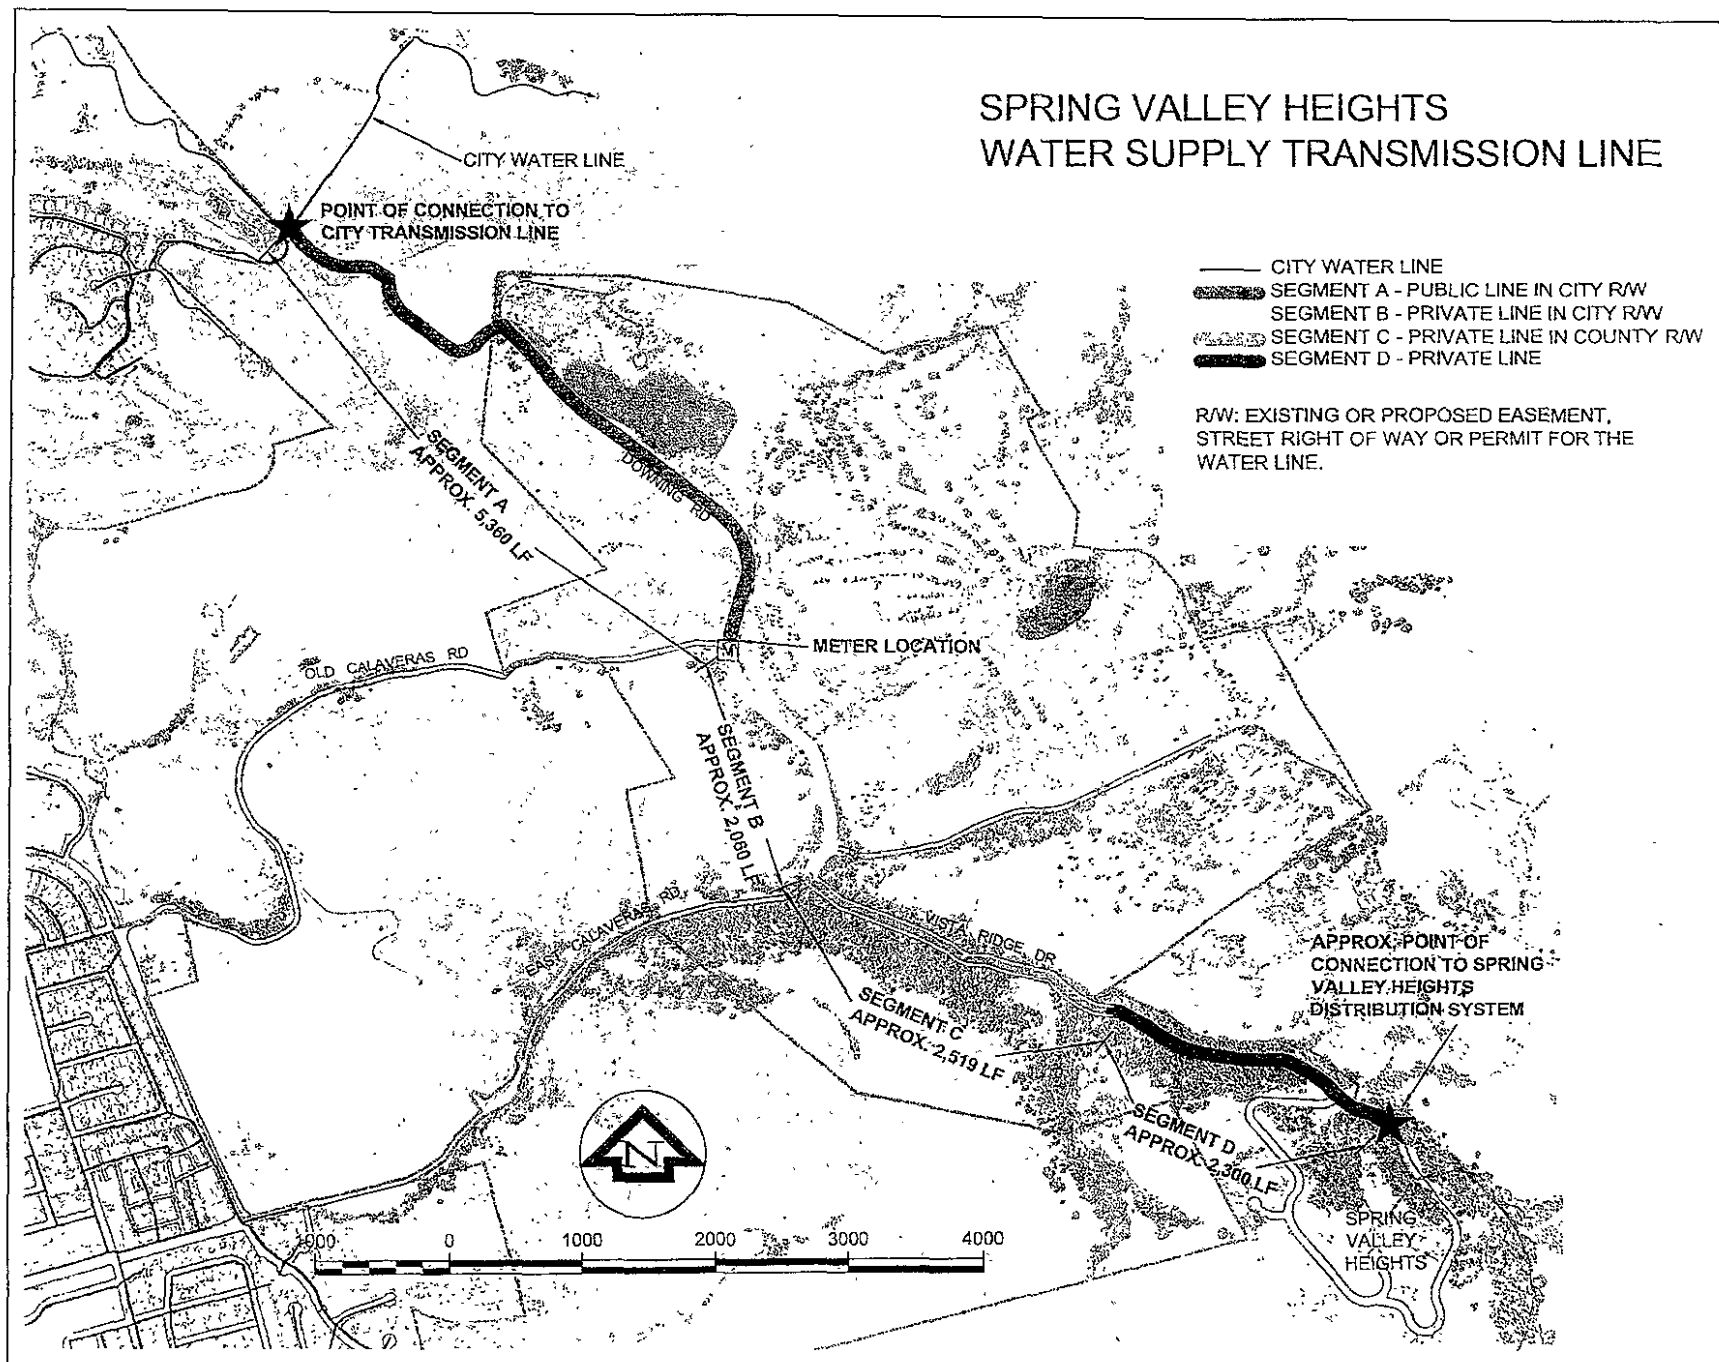 SPRING VALLEY HEIGHTS
WATER SUPPLY TRANSMISSION LINE
CITY WATER LINE
POINT OF CONNECTION TO
CITY TRANSMISSION LINE
CITY WATER LINE
SEGMENT A - PUBLIC LINE IN CITY R/W
SEGMENT B - PRIVATE LINE IN CITY R/W
SEGMENT C - PRIVATE LINE IN COUNTY R/W
SEGMENT D - PRIVATE LINE
R/W: EXISTING OR PROPOSED EASEMENT,
STREET RIGHT OF WAY OR PERMIT FOR THE
WATER LINE.
SEGMENT A
APPROX. 5,360 LF
DOWNING RD
M
METER LOCATION
OLD CALAVERAS RD
SEGMENT B
APPROX. 2,060 LF
EAST CALAVERAS RD
VISTA RIDGE DR
SEGMENT C
APPROX. 2,519 LF
APPROX. POINT OF
CONNECTION TO SPRING
VALLEY HEIGHTS
DISTRIBUTION SYSTEM
SEGMENT D
APPROX. 2,300 LF
N
SPRING
VALLEY
HEIGHTS
1000 0 1000 2000 3000 4000